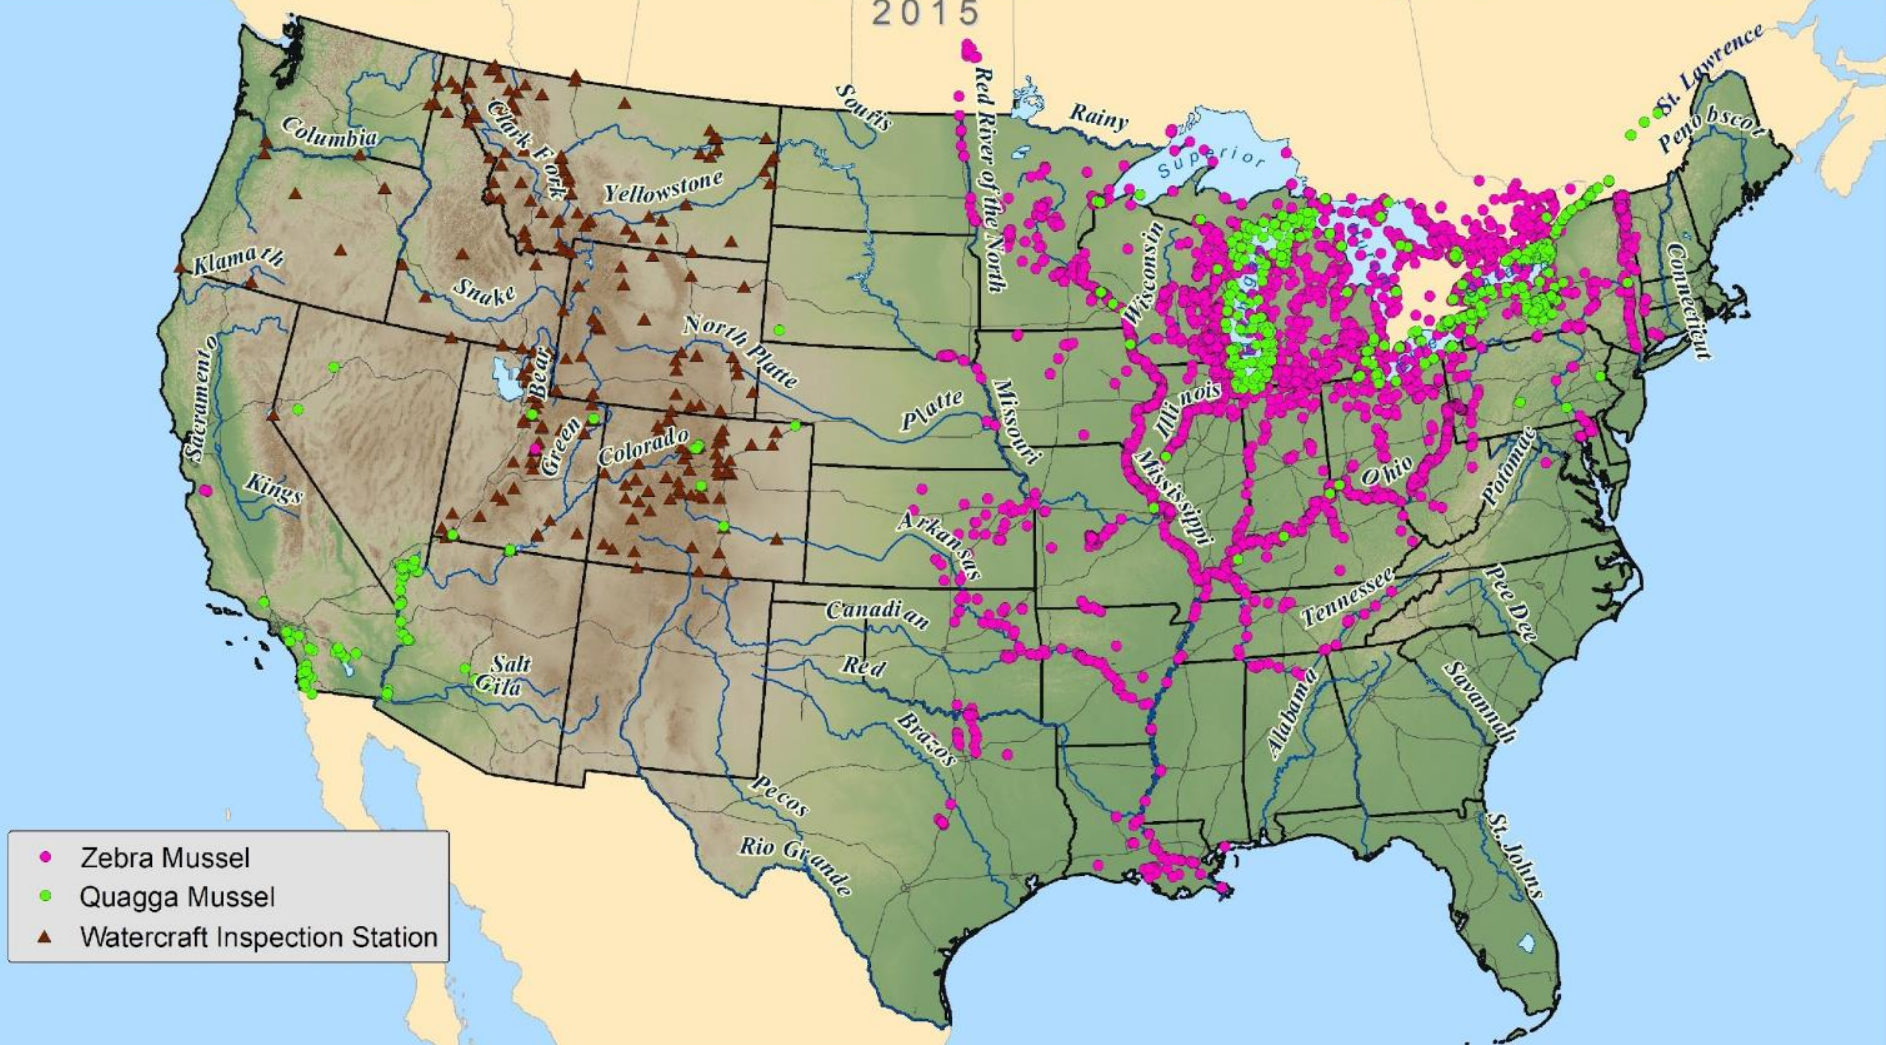 2015
St. Lawrence
Red River of the North
Souris
Rainy
Penobscot
Columbia
Clark Fork
Superior
Yellowstone
Klamath
Snake
Wisconsin
Connecticut
Sacramento
Bear
North Platte
Platte
Missouri
Illinois
Green
Colorado
Kings
Mississippi
Ohio
Potomac
Arkansas
Tennessee
Pee Dee
Canadian
Salt
Gila
Red
Brazos
Alabama
Savannah
Pecos
Rio Grande
St. Johns
Zebra Mussel
Quagga Mussel
Watercraft Inspection Station